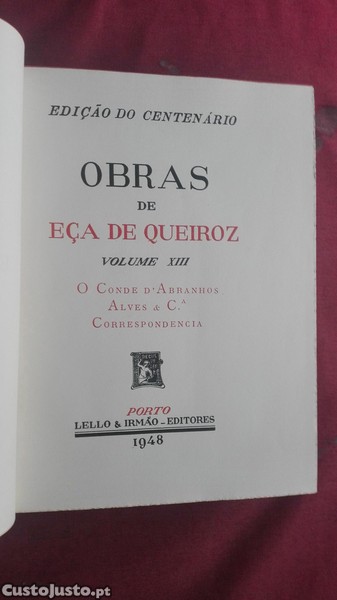 EDIÇÃO DO CENTENÁRIO
OBRAS
DE
EÇA DE QUEIROZ
VOLUME XIII
O CONDE D'ABRANHOS
ALVES & C.ª
CORRESPONDENCIA
PORTO
LELLO & IRMÃO-EDITORES
1948
CustoJusto.pt